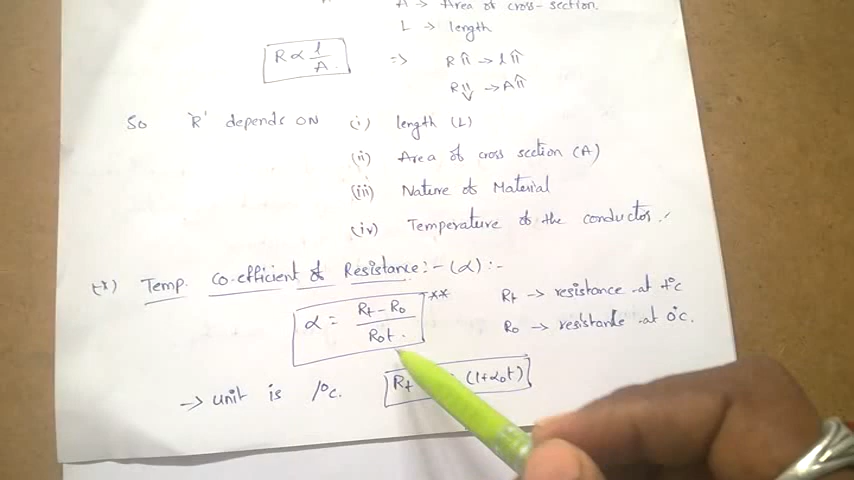 A → Area of cross-section.
L → length
R ∝ l/A
=> R⇈ → l⇈
R⇊ → A⇈
So 'R' depends ON (i) length (L)
(ii) Area of cross section (A)
(iii) Nature of Material
(iv) Temperature of the conductor.
(*) Temp. Co-efficient of Resistance:- (α) :-
α = (Rt - R0)/(R0t) **
Rt → resistance at t°c
R0 → resistance at 0°c.
→ unit is /°c.
Rt = (1+α0t)